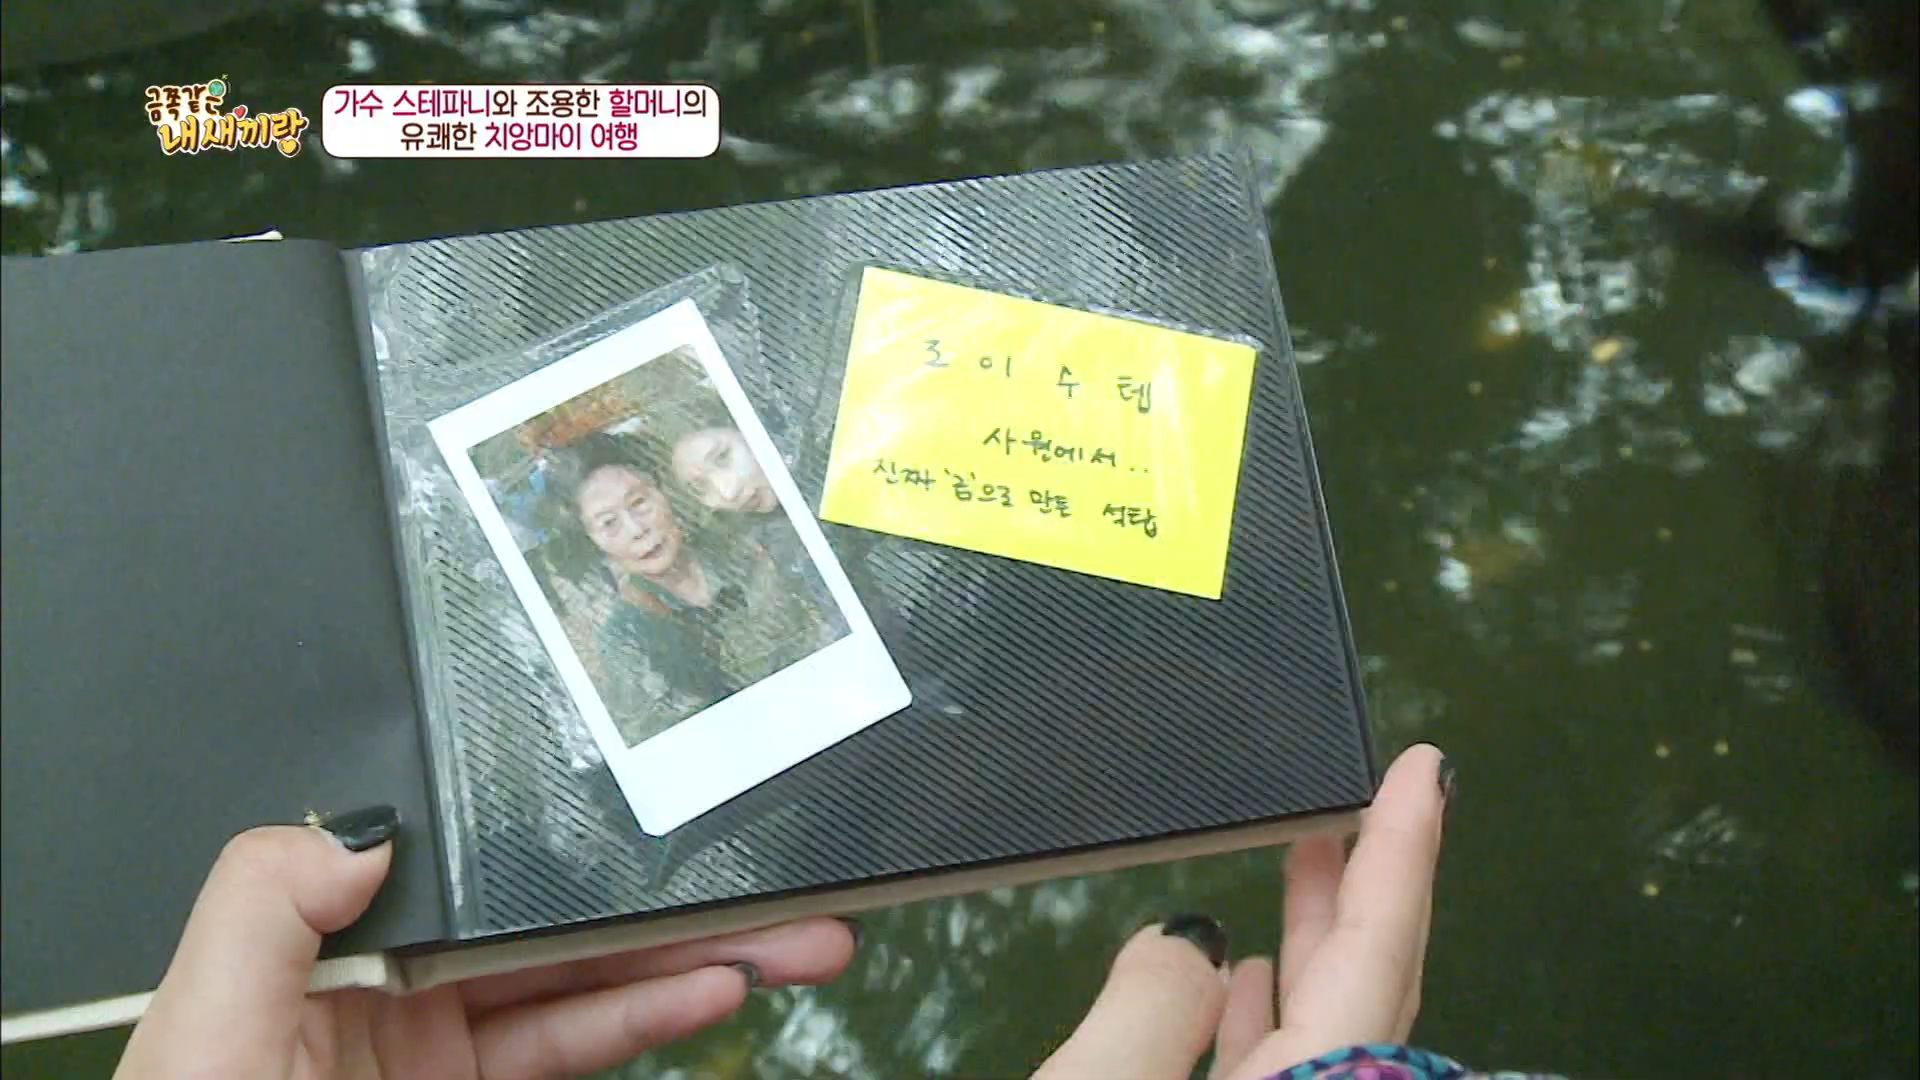 금쪽같은
내새끼랑
가수 스테파니와 조용한 할머니의
유쾌한 치앙마이 여행
도이수텝
사원에서..
진짜 '금'으로 만든 석탑